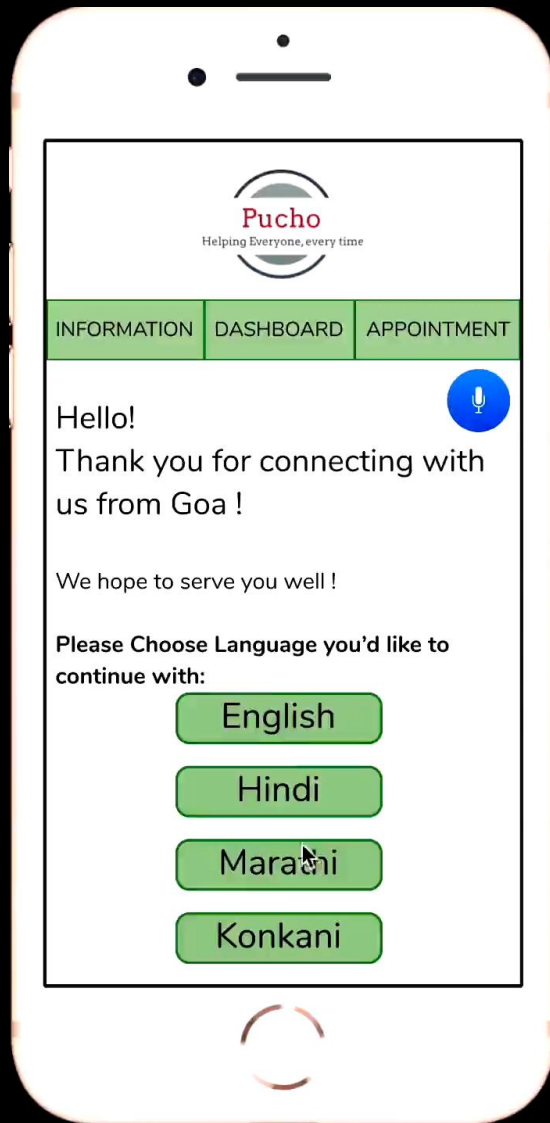 Pucho
Helping Everyone, every time
INFORMATION DASHBOARD APPOINTMENT
Hello!
Thank you for connecting with
us from Goa !
We hope to serve you well !
Please Choose Language you'd like to
continue with:
English
Hindi
Marathi
Konkani